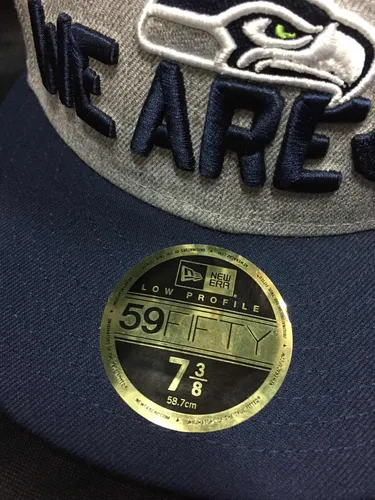 WE ARE
NEW ERA
LOW PROFILE
59FIFTY
7 3/8
58.7cm